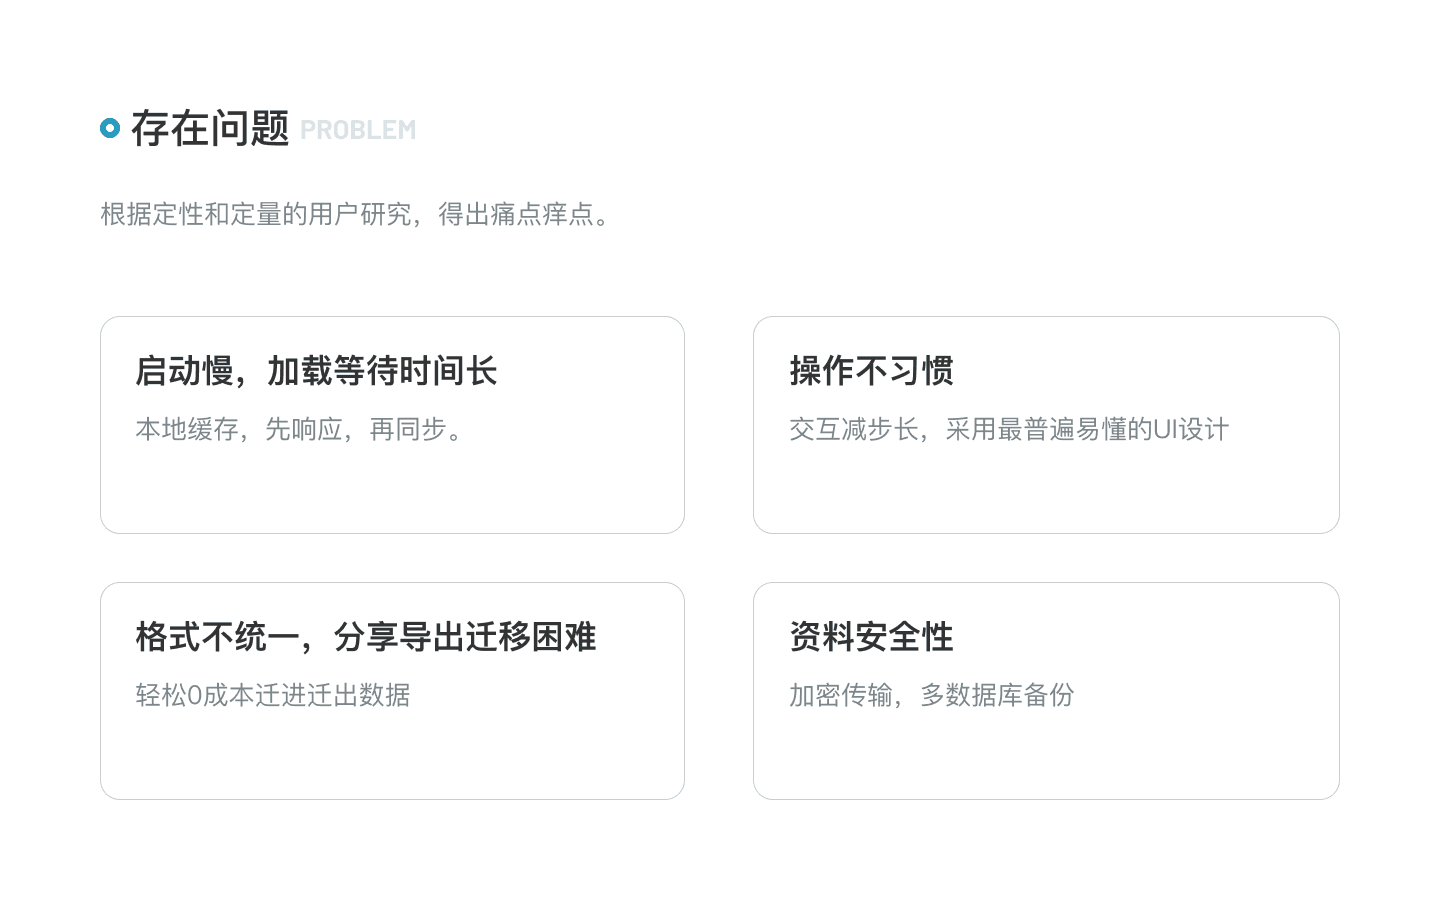 存在问题 PROBLEM
根据定性和定量的用户研究，得出痛点痒点。
启动慢，加载等待时间长
本地缓存，先响应，再同步。
操作不习惯
交互减步长，采用最普遍易懂的UI设计
格式不统一，分享导出迁移困难
轻松0成本迁进迁出数据
资料安全性
加密传输，多数据库备份